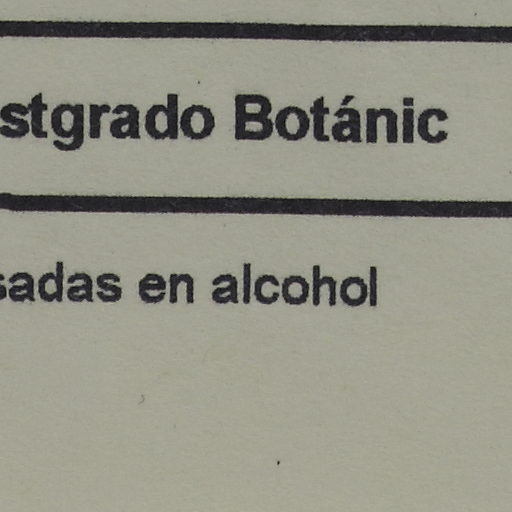 stgrado Botánic
sadas en alcohol